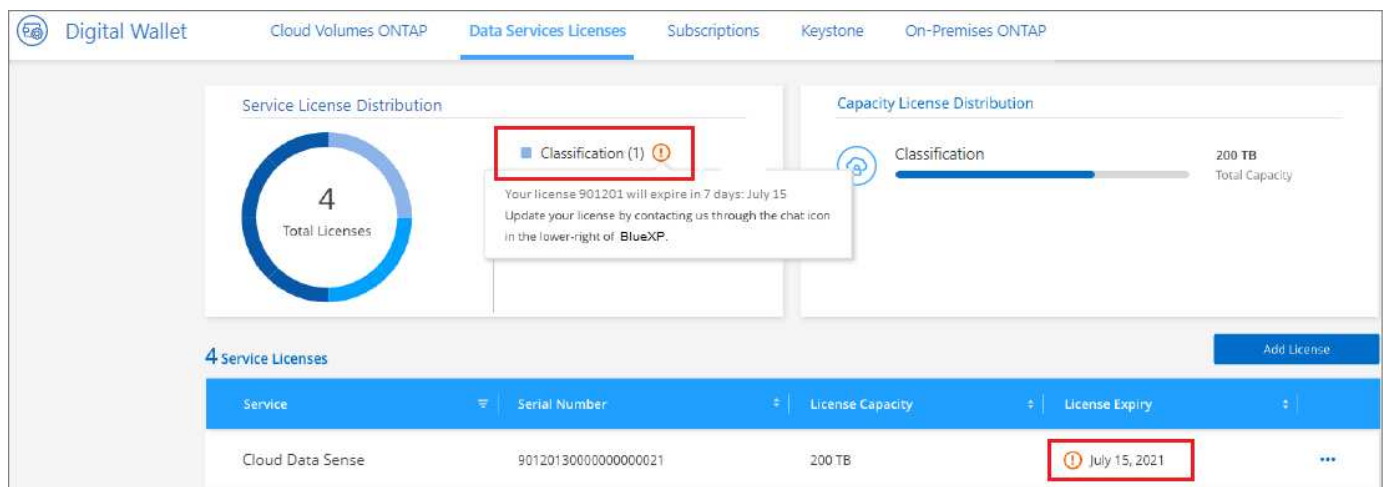 Digital Wallet
Cloud Volumes ONTAP
Data Services Licenses
Subscriptions
Keystone
On-Premises ONTAP
Service License Distribution
4
Total Licenses
Classification (1)
Your license 901201 will expire in 7 days: July 15
Update your license by contacting us through the chat icon
in the lower-right of BlueXP.
Capacity License Distribution
Classification
200 TB
Total Capacity
4 Service Licenses
Add License
Service
Serial Number
License Capacity
License Expiry
Cloud Data Sense
90120130000000000021
200 TB
July 15, 2021